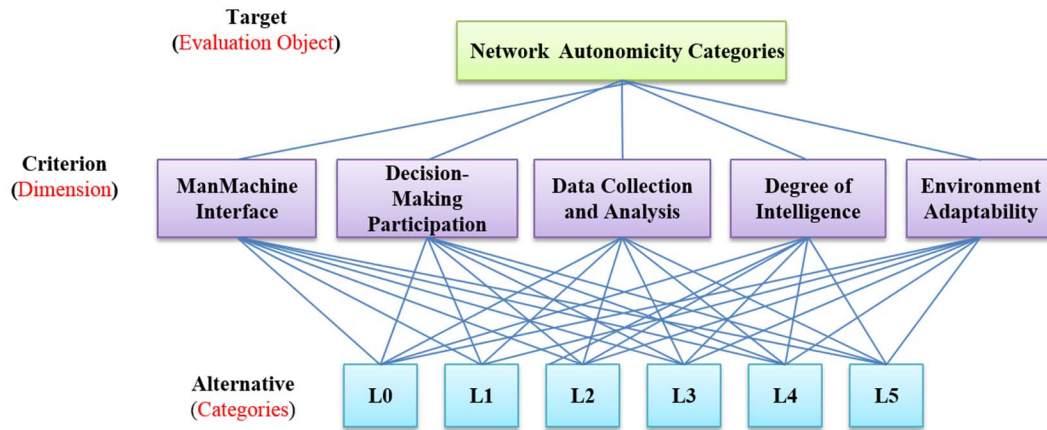 Target
(Evaluation Object)
Network Autonomicity Categories
Criterion
(Dimension)
ManMachine
Interface
Decision-
Making
Participation
Data Collection
and Analysis
Degree of
Intelligence
Environment
Adaptability
Alternative
(Categories)
L0
L1
L2
L3
L4
L5